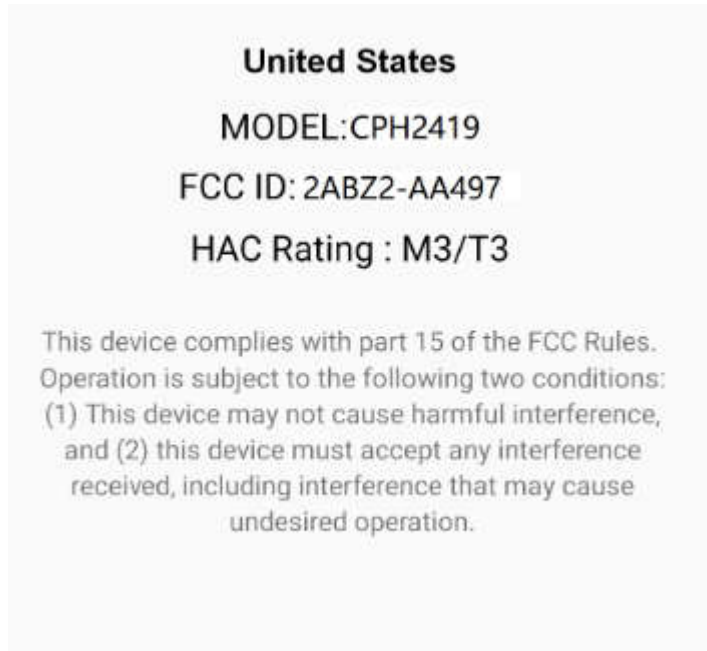 United States
MODEL:CPH2419
FCC ID: 2ABZ2-AA497
HAC Rating : M3/T3
This device complies with part 15 of the FCC Rules.
Operation is subject to the following two conditions:
(1) This device may not cause harmful interference,
and (2) this device must accept any interference
received, including interference that may cause
undesired operation.